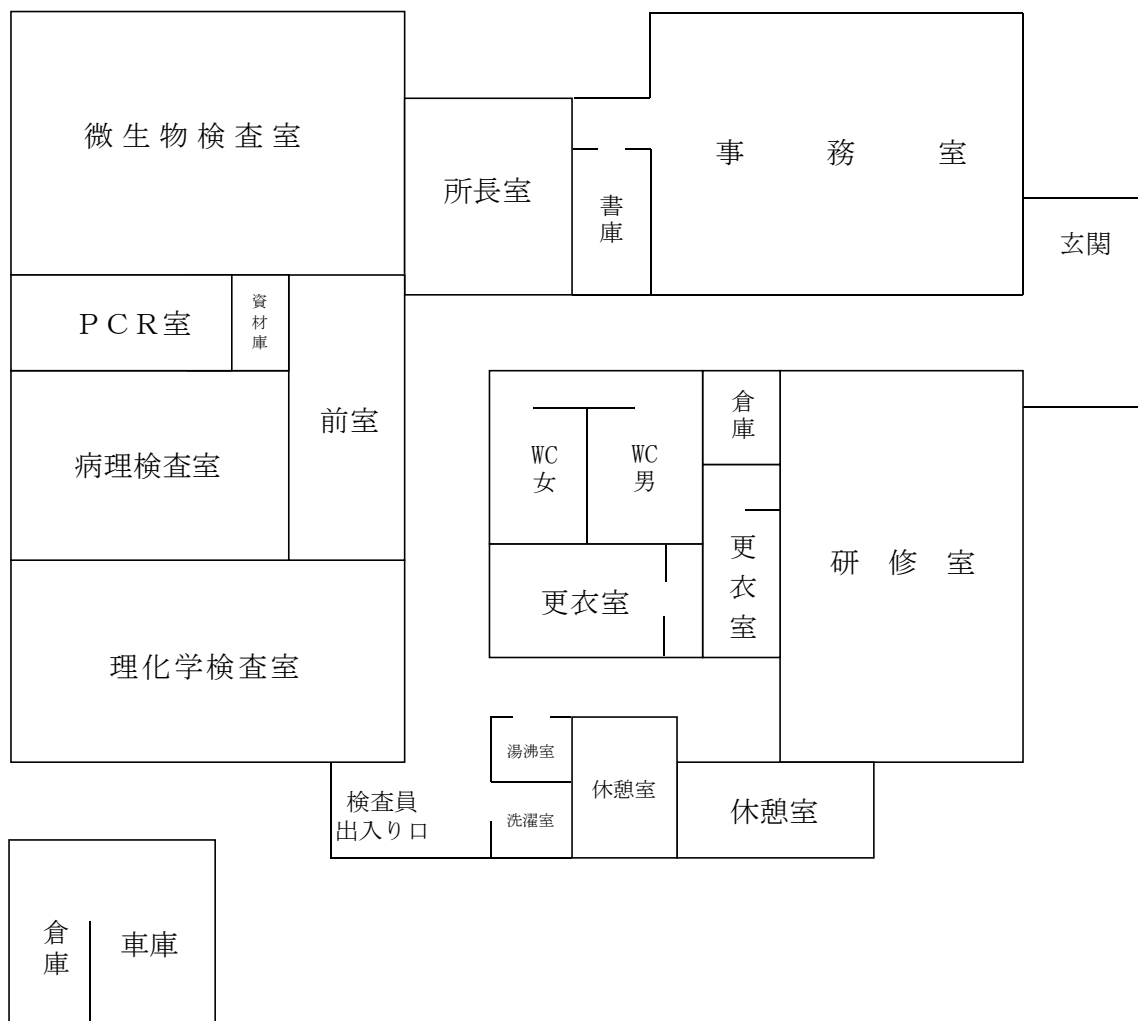 微生物検査室
事務室
所長室
書
庫
玄関
資
材
庫
ＰＣＲ室
前室
倉
庫
WC
女
WC
男
病理検査室
更
衣
室
研修室
更衣室
理化学検査室
湯沸室
休憩室
検査員
出入り口
洗濯室
休憩室
倉
庫
車庫